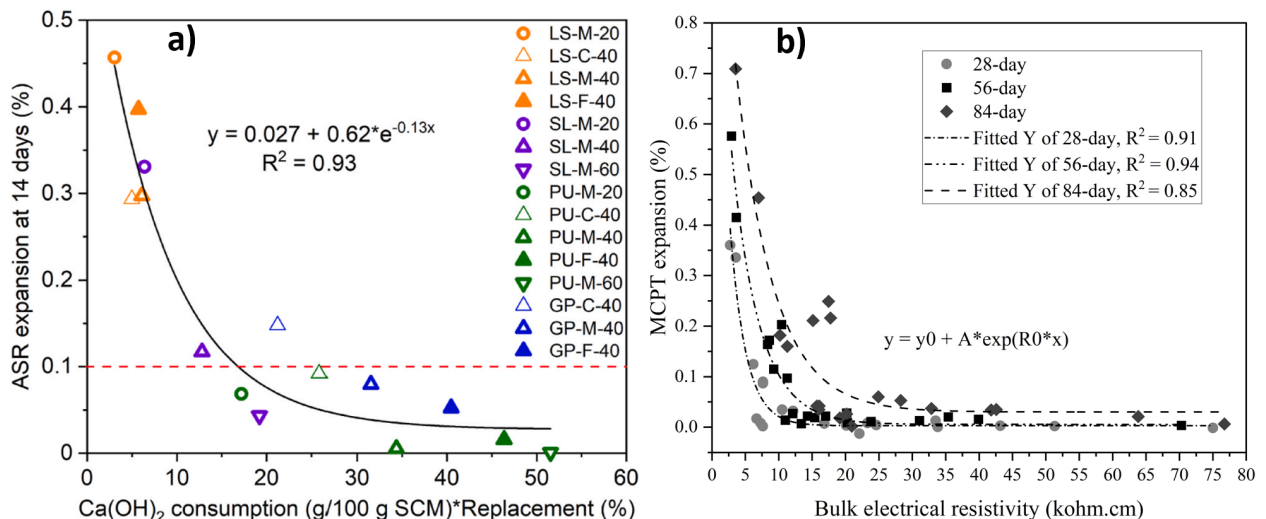 a)
ASR expansion at 14 days (%)
0.5
0.4
0.3
0.2
0.1
0
y = 0.027 + 0.62*e^-0.13x
R² = 0.93
LS-M-20
LS-C-40
LS-M-40
LS-F-40
SL-M-20
SL-M-40
SL-M-60
PU-M-20
PU-C-40
PU-M-40
PU-F-40
PU-M-60
GP-C-40
GP-M-40
GP-F-40
0 10 20 30 40 50 60
Ca(OH)₂ consumption (g/100 g SCM)*Replacement (%)
b)
MCPT expansion (%)
0.8
0.7
0.6
0.5
0.4
0.3
0.2
0.1
0.0
28-day
56-day
84-day
Fitted Y of 28-day, R² = 0.91
Fitted Y of 56-day, R² = 0.94
Fitted Y of 84-day, R² = 0.85
y = y0 + A*exp(R0*x)
0 5 10 15 20 25 30 35 40 45 50 55 60 65 70 75 80
Bulk electrical resistivity (kohm.cm)